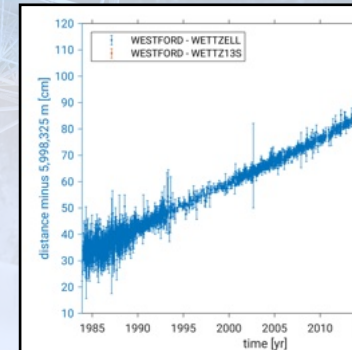 120
110
100
90
80
70
60
50
40
30
20
10
distance minus 5,998,325 m [cm]
WESTFORD - WETTZELL
WESTFORD - WETTZ13S
1985 1990 1995 2000 2005 2010
time [yr]